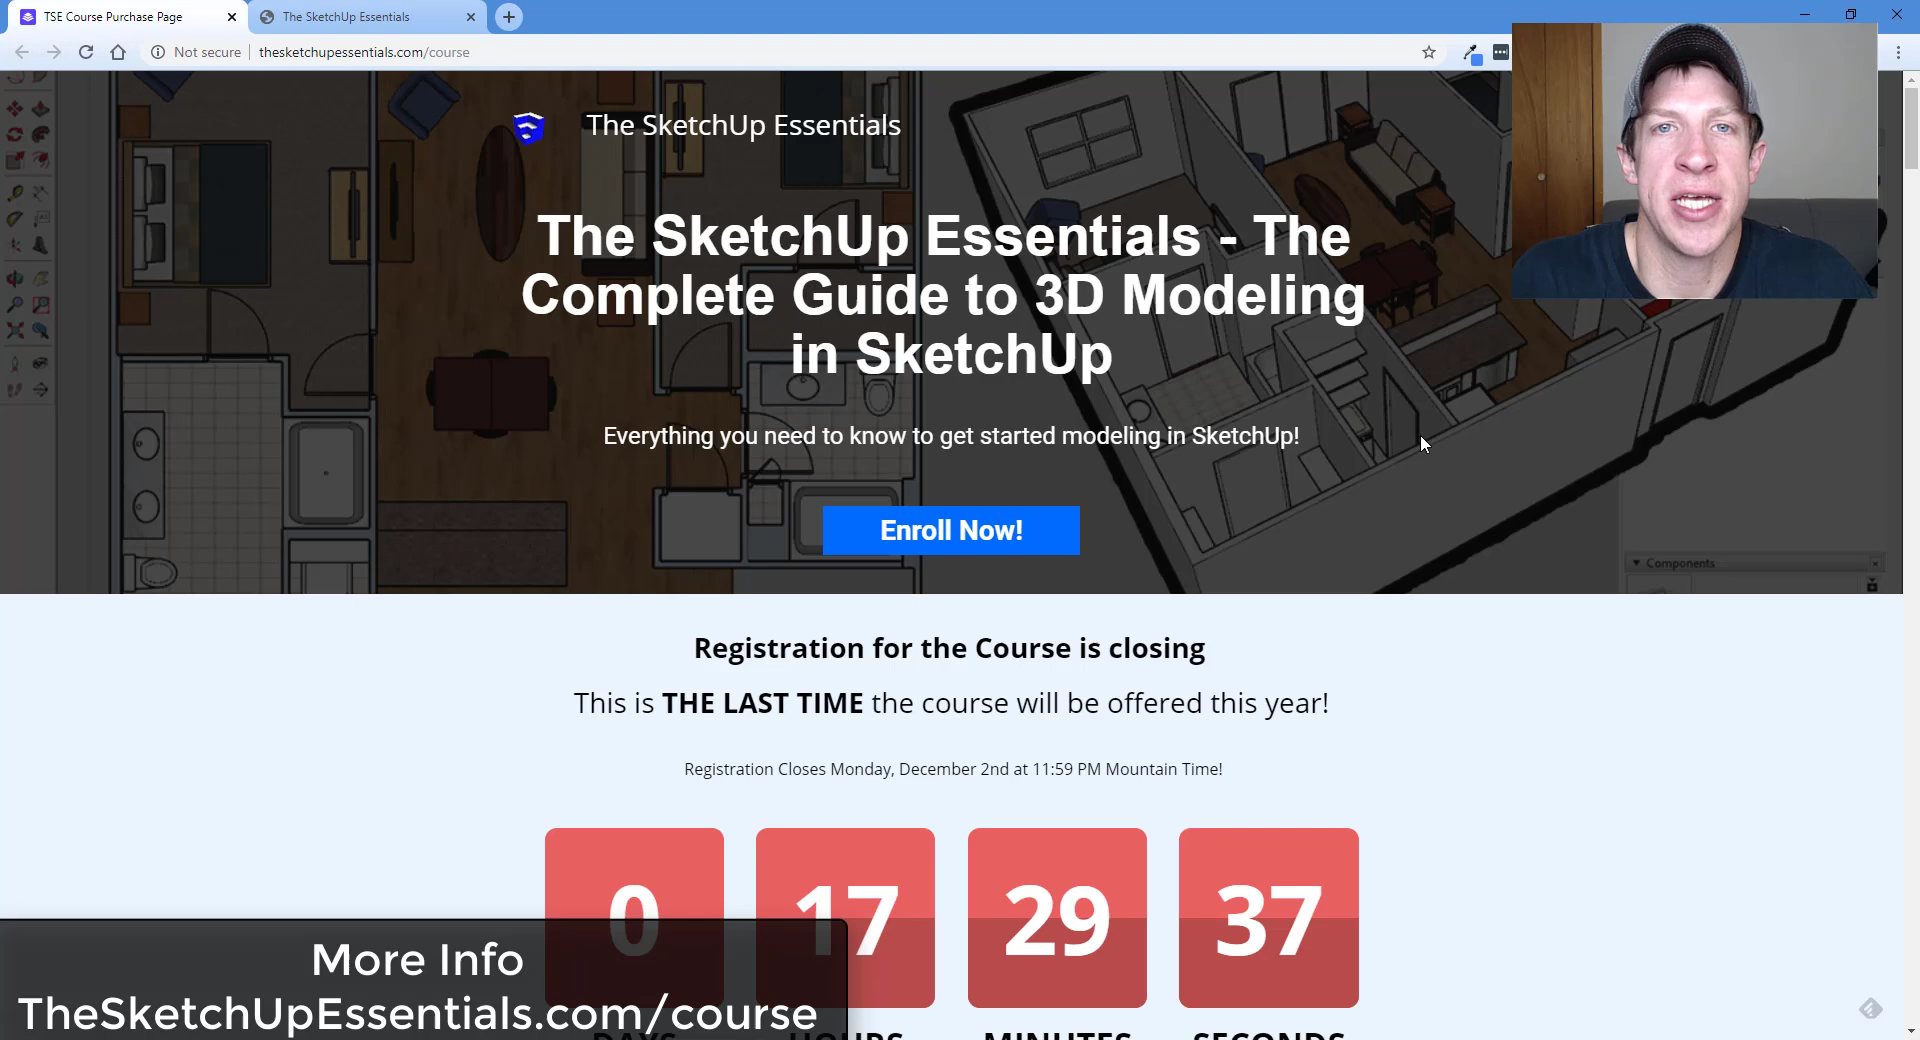 TSE Course Purchase Page
The SketchUp Essentials
Not secure
thesketchupessentials.com/course
The SketchUp Essentials
The SketchUp Essentials - The
Complete Guide to 3D Modeling
in SketchUp
Everything you need to know to get started modeling in SketchUp!
Enroll Now!
Components
Registration for the Course is closing
This is THE LAST TIME the course will be offered this year!
Registration Closes Monday, December 2nd at 11:59 PM Mountain Time!
0 17 29 37
DAYS HOURS MINUTES SECONDS
More Info
TheSketchUpEssentials.com/course